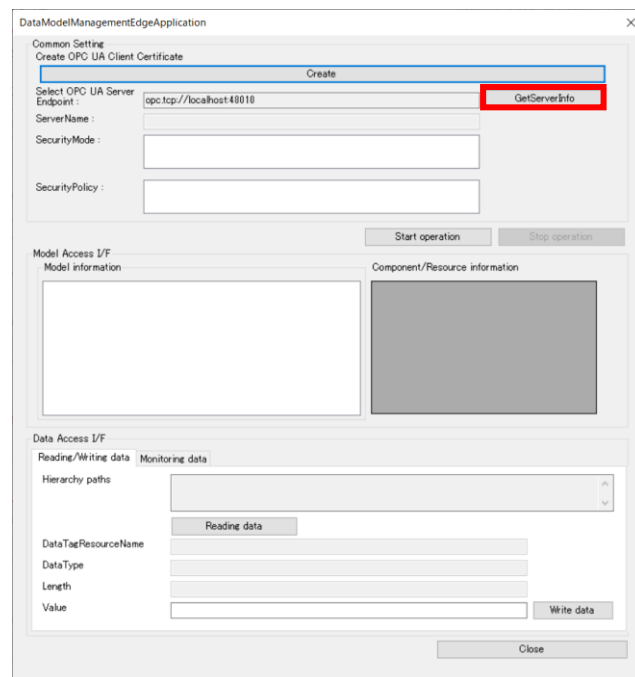 DataModelManagementEdgeApplication
Common Setting
Create OPC UA Client Certificate
Create
Select OPC UA Server
Endpoint :
opc.tcp://localhost:48010
GetServerInfo
ServerName :
SecurityMode :
SecurityPolicy :
Start operation
Stop operation
Model Access I/F
Model information
Component/Resource information
Data Access I/F
Reading/Writing data
Monitoring data
Hierarchy paths
Reading data
DataTagResourceName
DataType
Length
Value
Write data
Close